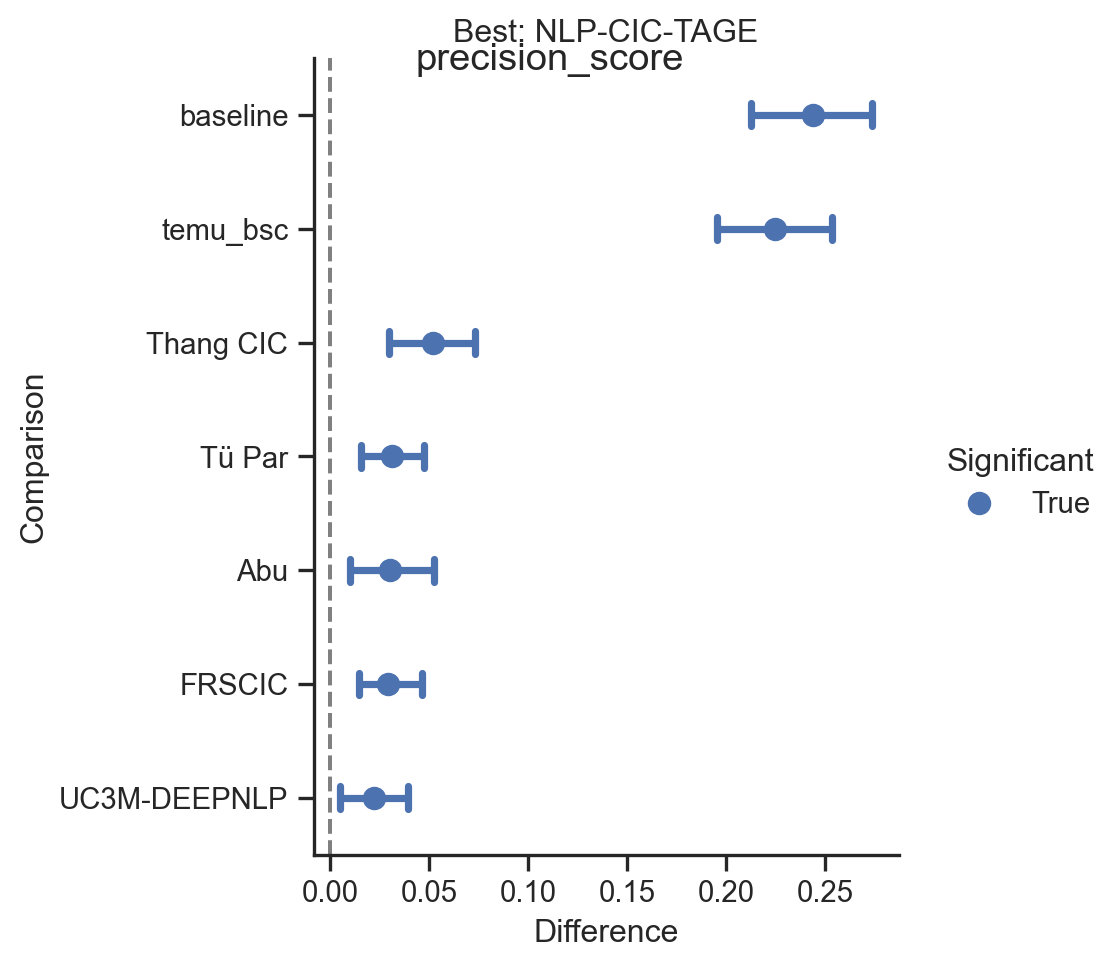 Best: NLP-CIC-TAGE
precision_score
baseline
temu_bsc
Thang CIC
Tü Par
Abu
FRSCIC
UC3M-DEEPNLP
Comparison
0.00 0.05 0.10 0.15 0.20 0.25
Difference
Significant
True